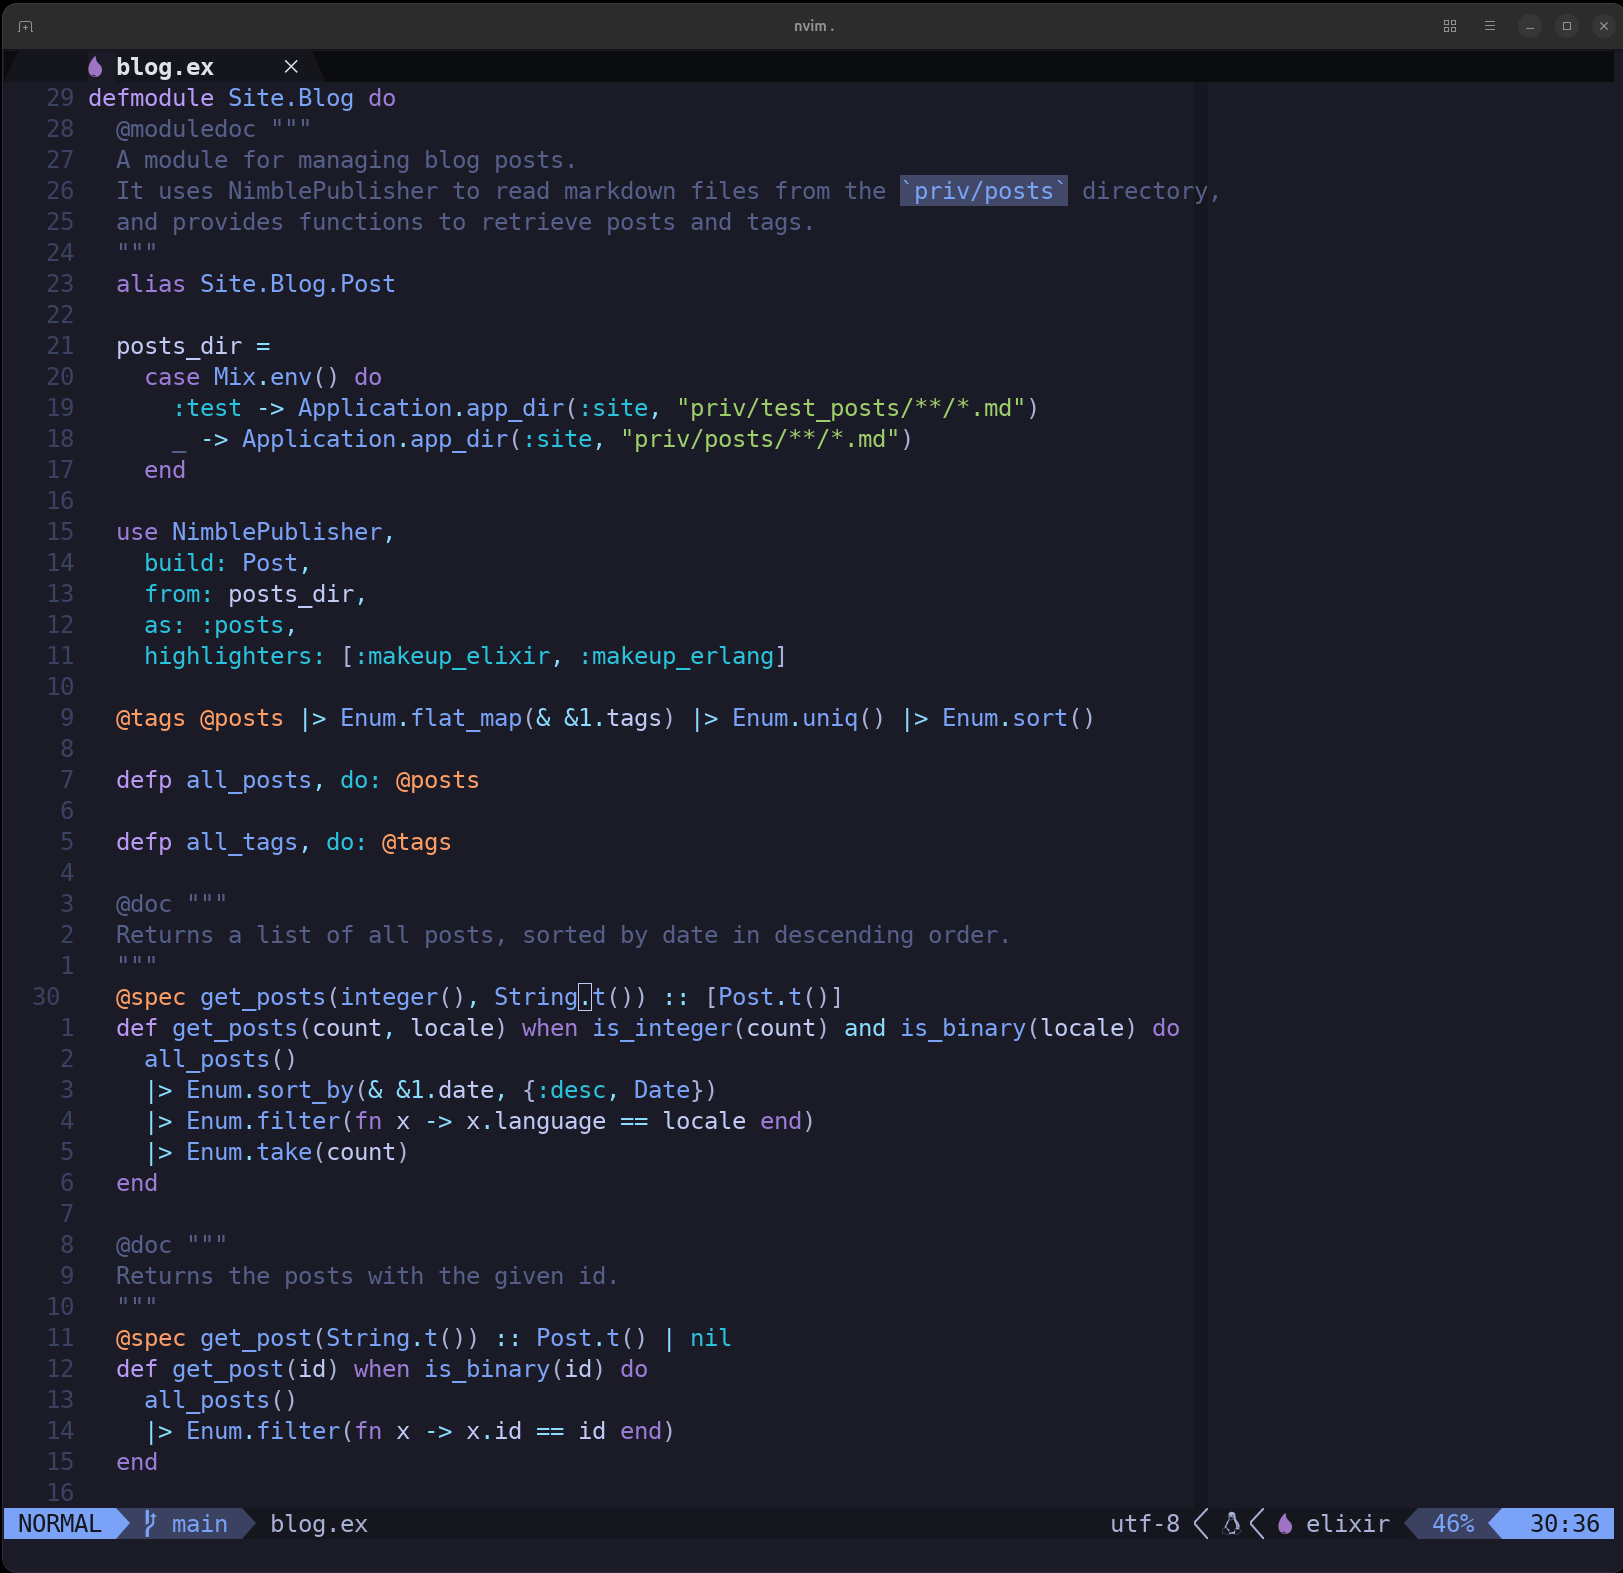 nvim .
blog.ex
29 defmodule Site.Blog do
28   @moduledoc """
27   A module for managing blog posts.
26   It uses NimblePublisher to read markdown files from the `priv/posts` directory,
25   and provides functions to retrieve posts and tags.
24   """
23   alias Site.Blog.Post
22
21   posts_dir =
20     case Mix.env() do
19       :test -> Application.app_dir(:site, "priv/test_posts/**/*.md")
18       _ -> Application.app_dir(:site, "priv/posts/**/*.md")
17     end
16
15   use NimblePublisher,
14     build: Post,
13     from: posts_dir,
12     as: :posts,
11     highlighters: [:makeup_elixir, :makeup_erlang]
10
9   @tags @posts |> Enum.flat_map(& &1.tags) |> Enum.uniq() |> Enum.sort()
8
7   defp all_posts, do: @posts
6
5   defp all_tags, do: @tags
4
3   @doc """
2   Returns a list of all posts, sorted by date in descending order.
1   """
30   @spec get_posts(integer(), String.t()) :: [Post.t()]
1   def get_posts(count, locale) when is_integer(count) and is_binary(locale) do
2     all_posts()
3     |> Enum.sort_by(& &1.date, {:desc, Date})
4     |> Enum.filter(fn x -> x.language == locale end)
5     |> Enum.take(count)
6   end
7
8   @doc """
9   Returns the posts with the given id.
10   """
11   @spec get_post(String.t()) :: Post.t() | nil
12   def get_post(id) when is_binary(id) do
13     all_posts()
14     |> Enum.filter(fn x -> x.id == id end)
15   end
16
NORMAL main blog.ex utf-8 elixir 46% 30:36